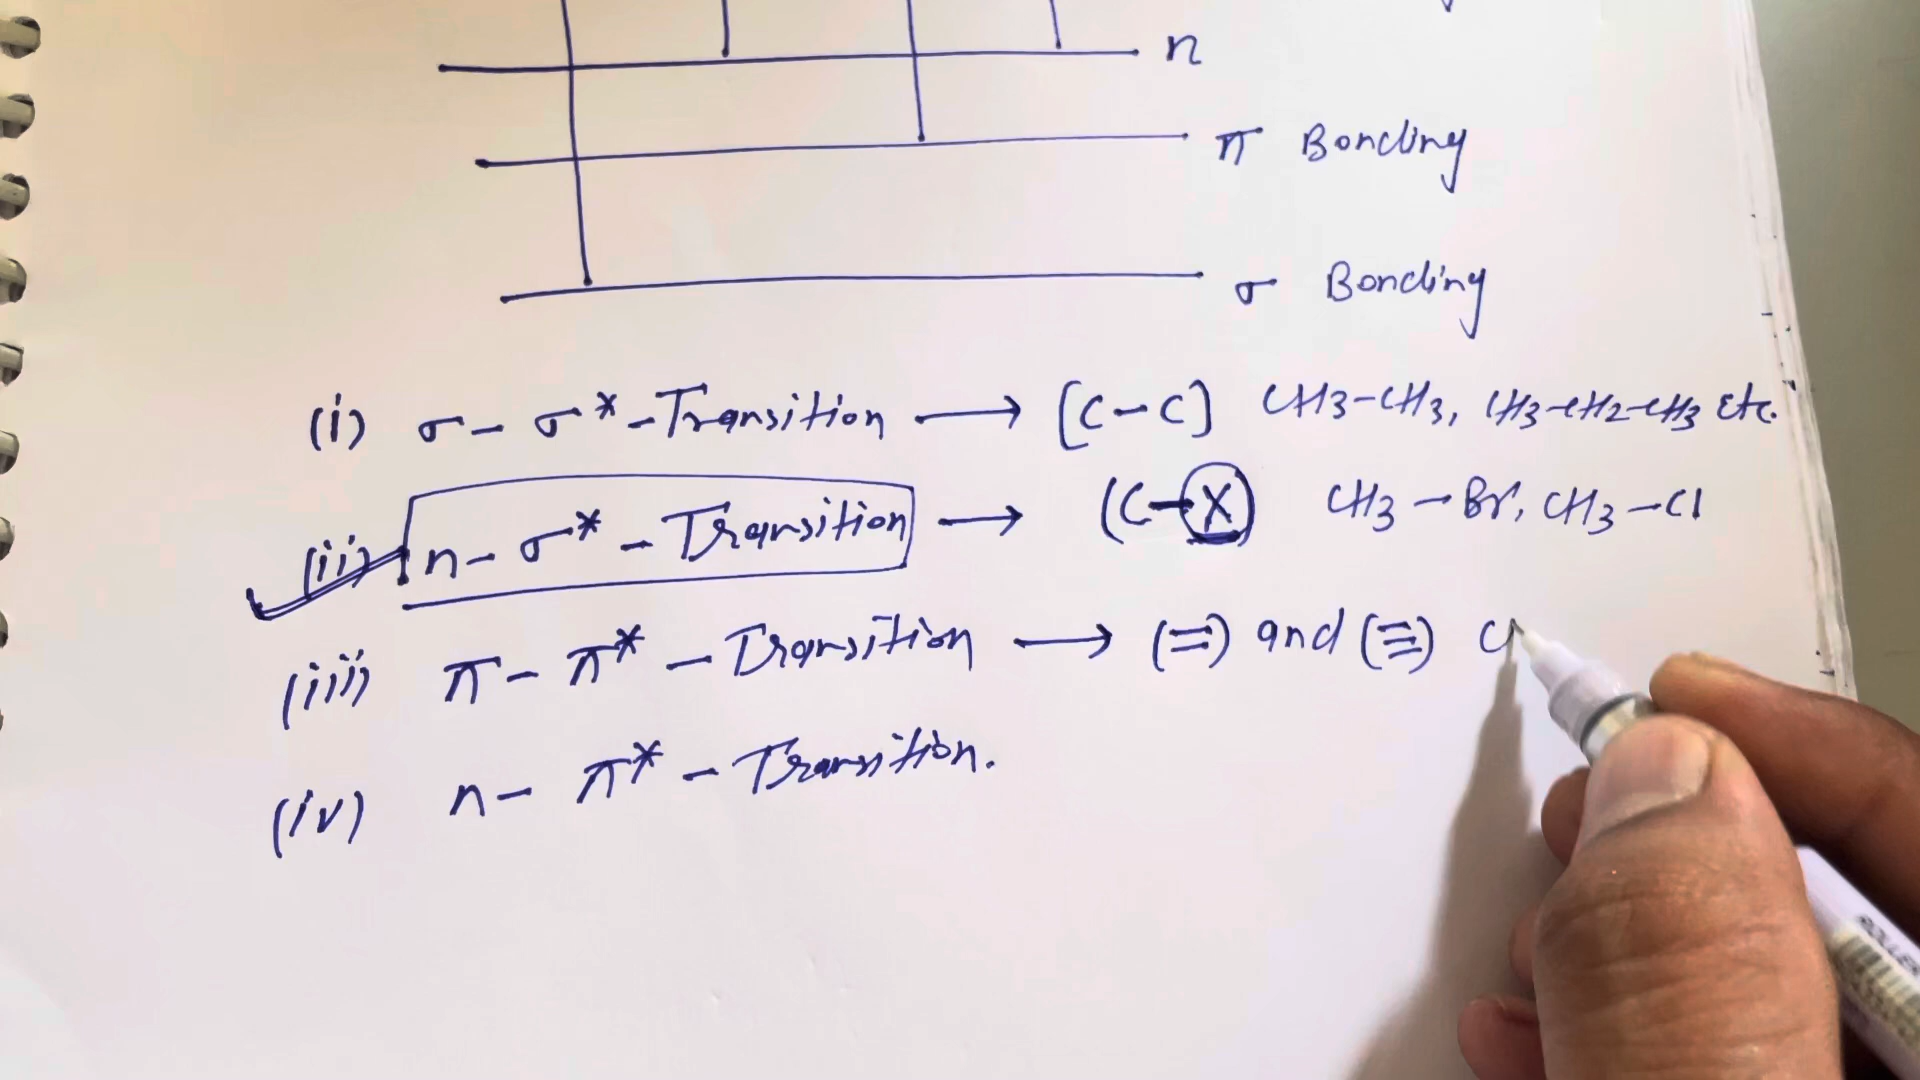 n
π Bonding
σ Bonding
(i) σ - σ* - Transition → [C-C] CH3-CH3, CH3-CH2-CH3 Etc.
(ii) n - σ* - Transition → (C-X) CH3-Br, CH3-Cl
(iii) π - π* - Transition → (=) and (≡) C
(iv) n - π* - Transition.